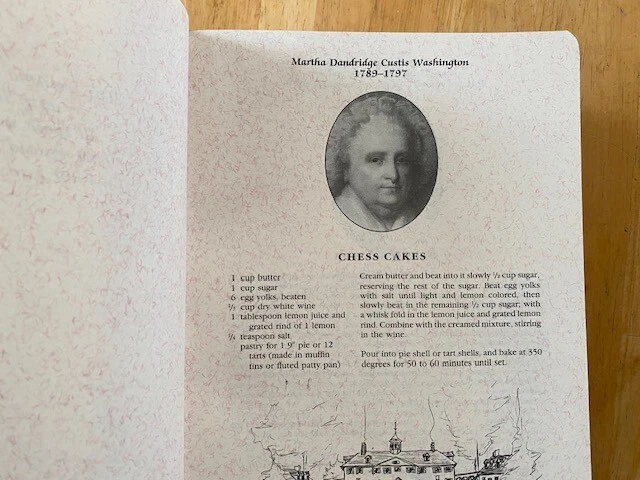 Martha Dandridge Custis Washington
1789–1797
CHESS CAKES
1 cup butter
1 cup sugar
6 egg yolks, beaten
⅓ cup dry white wine
1 tablespoon lemon juice and
grated rind of 1 lemon
¼ teaspoon salt
pastry for 1 9" pie or 12
tarts (made in muffin
tins or fluted patty pan)
Cream butter and beat into it slowly ½ cup sugar,
reserving the rest of the sugar. Beat egg yolks
with salt until light and lemon colored, then
slowly beat in the remaining ½ cup sugar; with
a whisk fold in the lemon juice and grated lemon
rind. Combine with the creamed mixture, stirring
in the wine.
Pour into pie shell or tart shells, and bake at 350
degrees for 50 to 60 minutes until set.